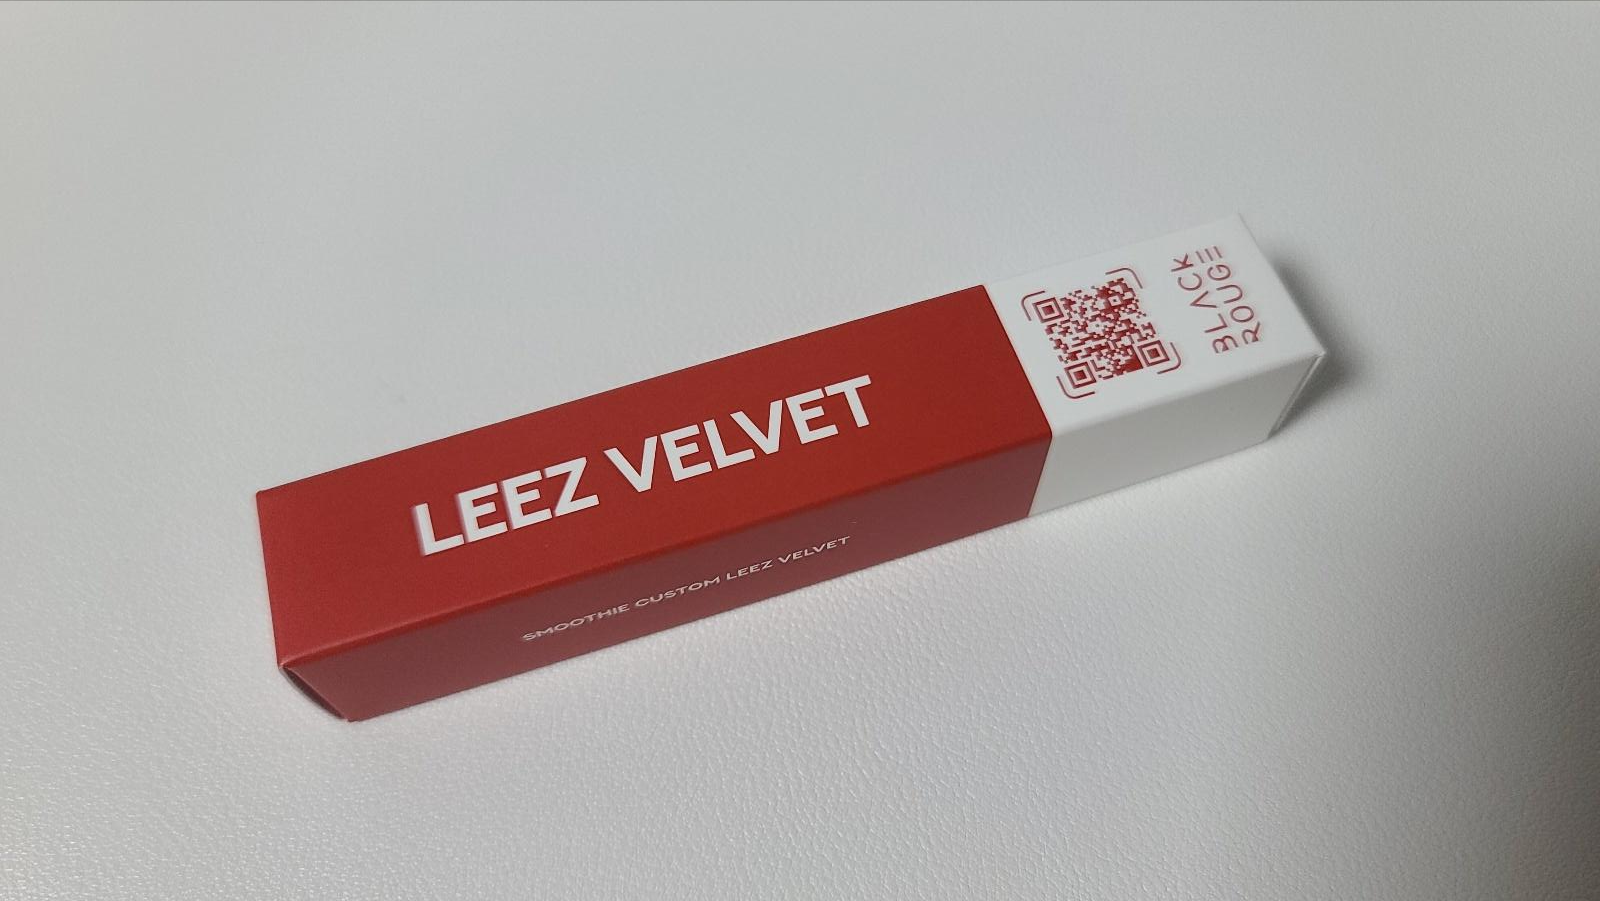 LEEZ VELVET
SMOOTHIE CUSTOM LEEZ VELVET
BLACK
ROUGE